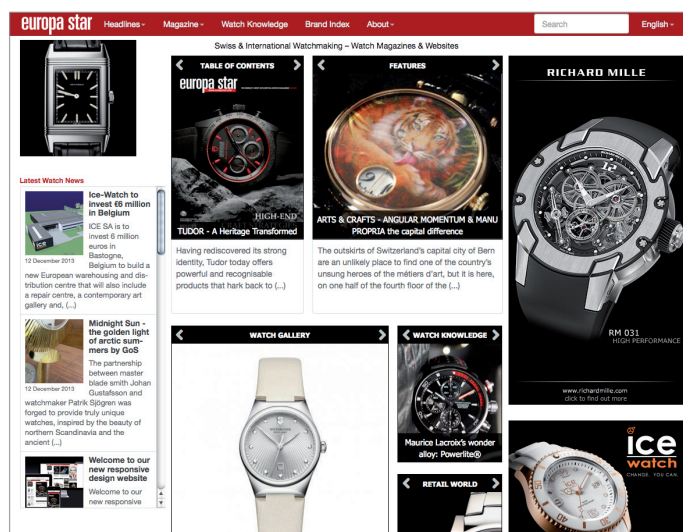 europa star
Headlines
Magazine
Watch Knowledge
Brand Index
About
Search
English
Swiss & International Watchmaking – Watch Magazines & Websites
Latest Watch News
Ice-Watch to
invest €6 million
in Belgium
ICE SA is to
invest 6 million
euros in
Bastogne,
Belgium to build a
12 December 2013
new European warehousing and dis-
tribution centre that will also include
a repair centre, a contemporary art
gallery and, (...)
Midnight Sun -
the golden light
of arctic sum-
mers by GoS
The partnership
between master
blade smith Johan
12 December 2013
Gustafsson and
watchmaker Patrik Sjögren was
forged to provide truly unique
watches, inspired by the beauty of
northern Scandinavia and the
ancient (...)
Welcome to our
new responsive
design website
Welcome to our
new responsive
TABLE OF CONTENTS
europa star
HIGH-END
TUDOR - A Heritage Transformed
Having rediscovered its strong
identity, Tudor today offers
powerful and recognisable
products that hark back to (...)
FEATURES
ARTS & CRAFTS - ANGULAR MOMENTUM & MANU
PROPRIA the capital difference
The outskirts of Switzerland's capital city of Bern
are an unlikely place to find one of the country's
unsung heroes of the métiers d'art, but it is here,
on one half of the fourth floor of the (...)
WATCH GALLERY
WATCH KNOWLEDGE
Maurice Lacroix's wonder
alloy: Powerlite®
RETAIL WORLD
RICHARD MILLE
RM 031
HIGH PERFORMANCE
www.richardmille.com
click to find out more
ice
watch
CHANGE. YOU CAN.